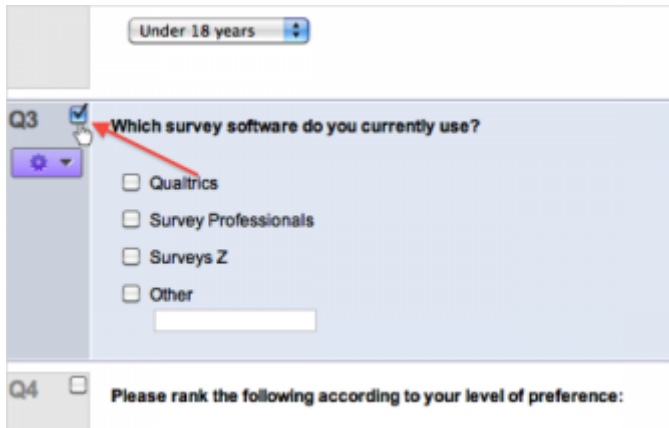 Under 18 years
Q3
Which survey software do you currently use?
Qualtrics
Survey Professionals
Surveys Z
Other
Q4
Please rank the following according to your level of preference: